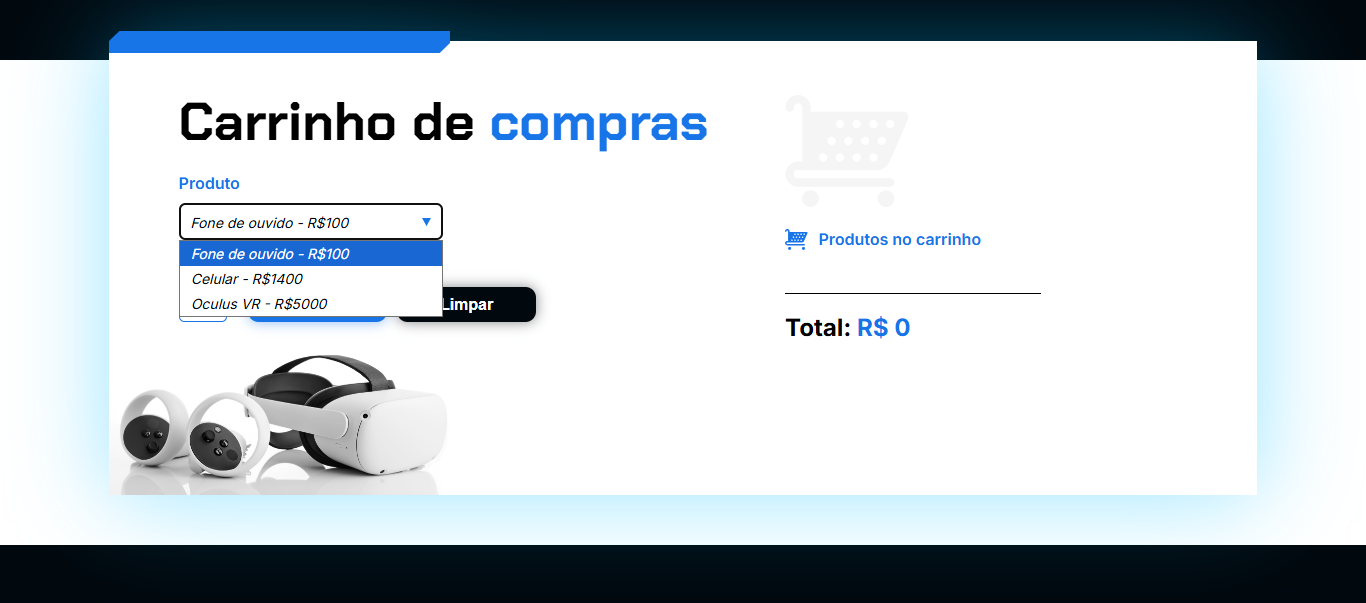 Carrinho de compras
Produto
Fone de ouvido - R$100
Fone de ouvido - R$100
Celular - R$1400
Oculus VR - R$5000
Limpar
Produtos no carrinho
Total: R$ 0